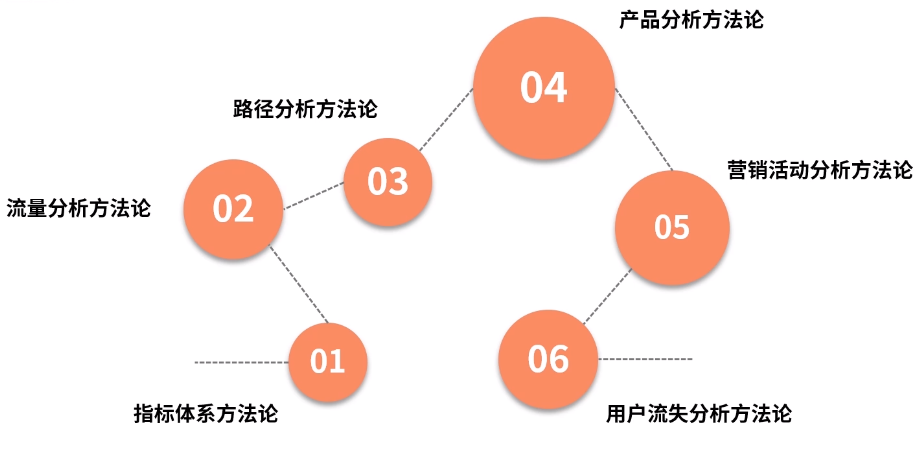 01
指标体系方法论
02
流量分析方法论
03
路径分析方法论
04
产品分析方法论
05
营销活动分析方法论
06
用户流失分析方法论